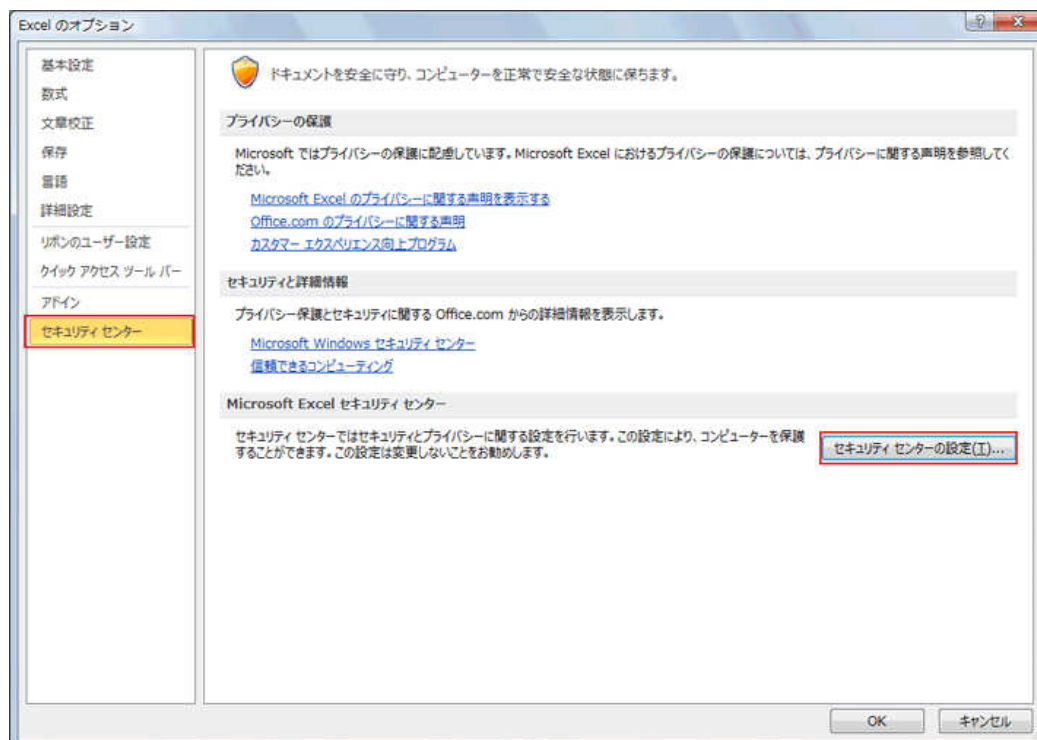 Excel のオプション
基本設定
数式
文章校正
保存
言語
詳細設定
リボンのユーザー設定
クイック アクセス ツール バー
アドイン
セキュリティ センター
ドキュメントを安全に守り、コンピューターを正常で安全な状態に保ちます。
プライバシーの保護
Microsoft ではプライバシーの保護に配慮しています。Microsoft Excel におけるプライバシーの保護については、プライバシーに関する声明を参照してく
ださい。
Microsoft Excel のプライバシーに関する声明を表示する
Office.com のプライバシーに関する声明
カスタマー エクスペリエンス向上プログラム
セキュリティと詳細情報
プライバシー保護とセキュリティに関する Office.com からの詳細情報を表示します。
Microsoft Windows セキュリティ センター
信頼できるコンピューティング
Microsoft Excel セキュリティ センター
セキュリティ センターではセキュリティとプライバシーに関する設定を行います。この設定により、コンピューターを保護
することができます。この設定は変更しないことをお勧めします。
セキュリティ センターの設定(T)...
OK
キャンセル